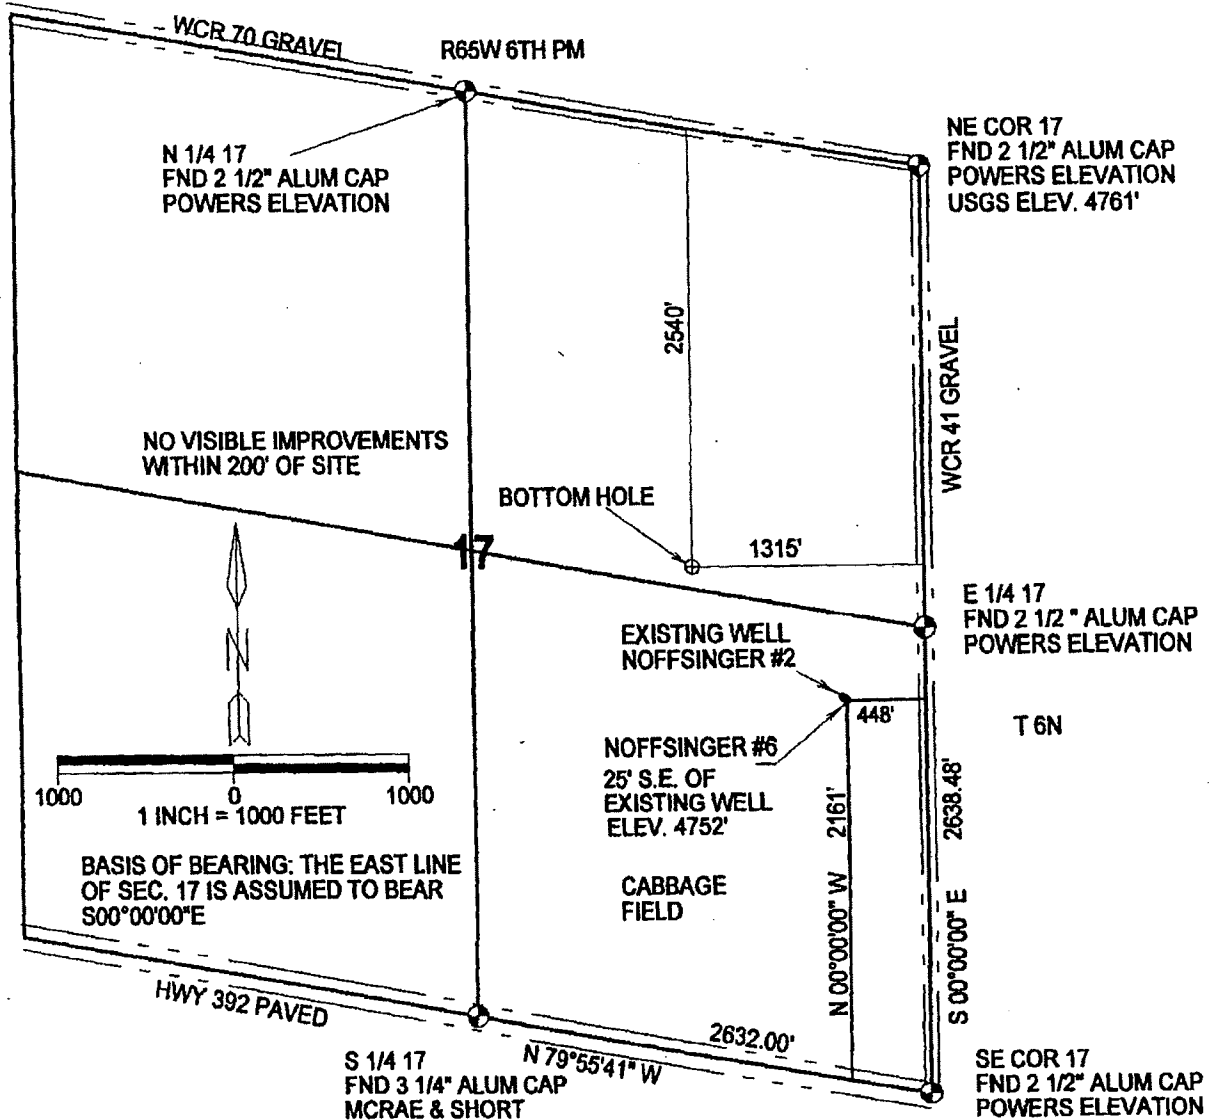 WCR 70 GRAVEL
R65W 6TH PM
N 1/4 17
FND 2 1/2" ALUM CAP
POWERS ELEVATION
NE COR 17
FND 2 1/2" ALUM CAP
POWERS ELEVATION
USGS ELEV. 4761'
2540'
WCR 41 GRAVEL
NO VISIBLE IMPROVEMENTS
WITHIN 200' OF SITE
BOTTOM HOLE
1315'
17
E 1/4 17
FND 2 1/2 " ALUM CAP
POWERS ELEVATION
EXISTING WELL
NOFFSINGER #2
448'
T 6N
N
NOFFSINGER #6
25' S.E. OF
EXISTING WELL
ELEV. 4752'
2161'
2638.48'
1000 0 1000
1 INCH = 1000 FEET
BASIS OF BEARING: THE EAST LINE
OF SEC. 17 IS ASSUMED TO BEAR
S00°00'00"E
CABBAGE
FIELD
N 00°00'00" W
S 00°00'00" E
HWY 392 PAVED
2632.00'
N 79°55'41" W
S 1/4 17
FND 3 1/4" ALUM CAP
MCRAE & SHORT
SE COR 17
FND 2 1/2" ALUM CAP
POWERS ELEVATION